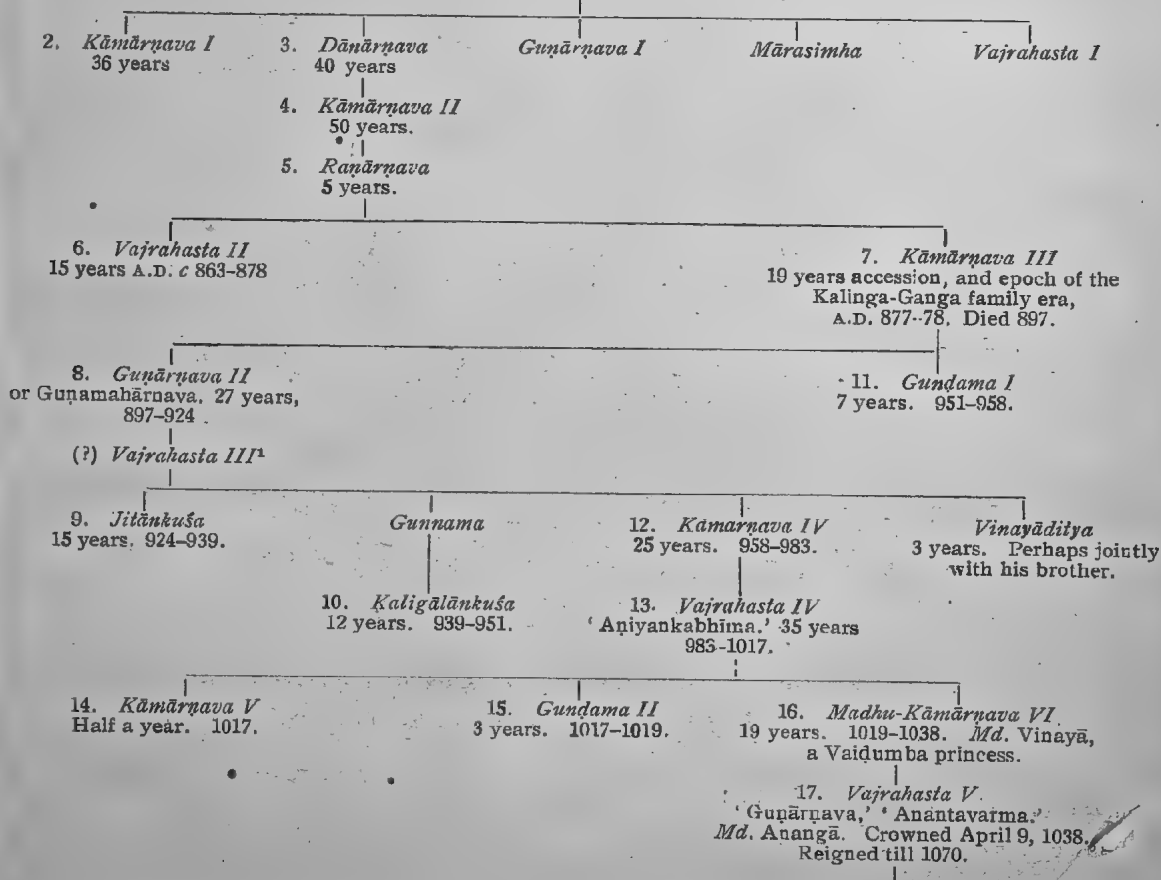 2. Kāmārṇava I
36 years
3. Dānārṇava
40 years
Guṇārṇava I
Mārasimha
Vajrahasta I
4. Kāmārṇava II
50 years.
5. Raṇārṇava
5 years.
6. Vajrahasta II
15 years A.D. c 863–878
7. Kāmārṇava III
19 years accession, and epoch of the
Kalinga-Ganga family era,
A.D. 877–78. Died 897.
8. Guṇārṇava II
or Guṇamahārnava. 27 years,
897–924
11. Guṇḍama I
7 years. 951–958.
(?) Vajrahasta III¹
9. Jitānkuśa
15 years. 924–939.
Gunnama
12. Kāmarṇava IV
25 years. 958–983.
Vinayāditya
3 years. Perhaps jointly
with his brother.
10. Ḳaligālānkuśa
12 years. 939–951.
13. Vajrahasta IV
'Aṇiyankabhīma.' 35 years
983–1017.
14. Kāmārṇava V
Half a year. 1017.
15. Guṇḍama II
3 years. 1017–1019.
16. Madhu-Kāmārṇava VI
19 years. 1019–1038. Md. Vinayā,
a Vaiḍumba princess.
17. Vajrahasta V.
'Guṇārṇava,' 'Anantavarma.'
Md. Anangā. Crowned April 9, 1038.
Reigned till 1070.